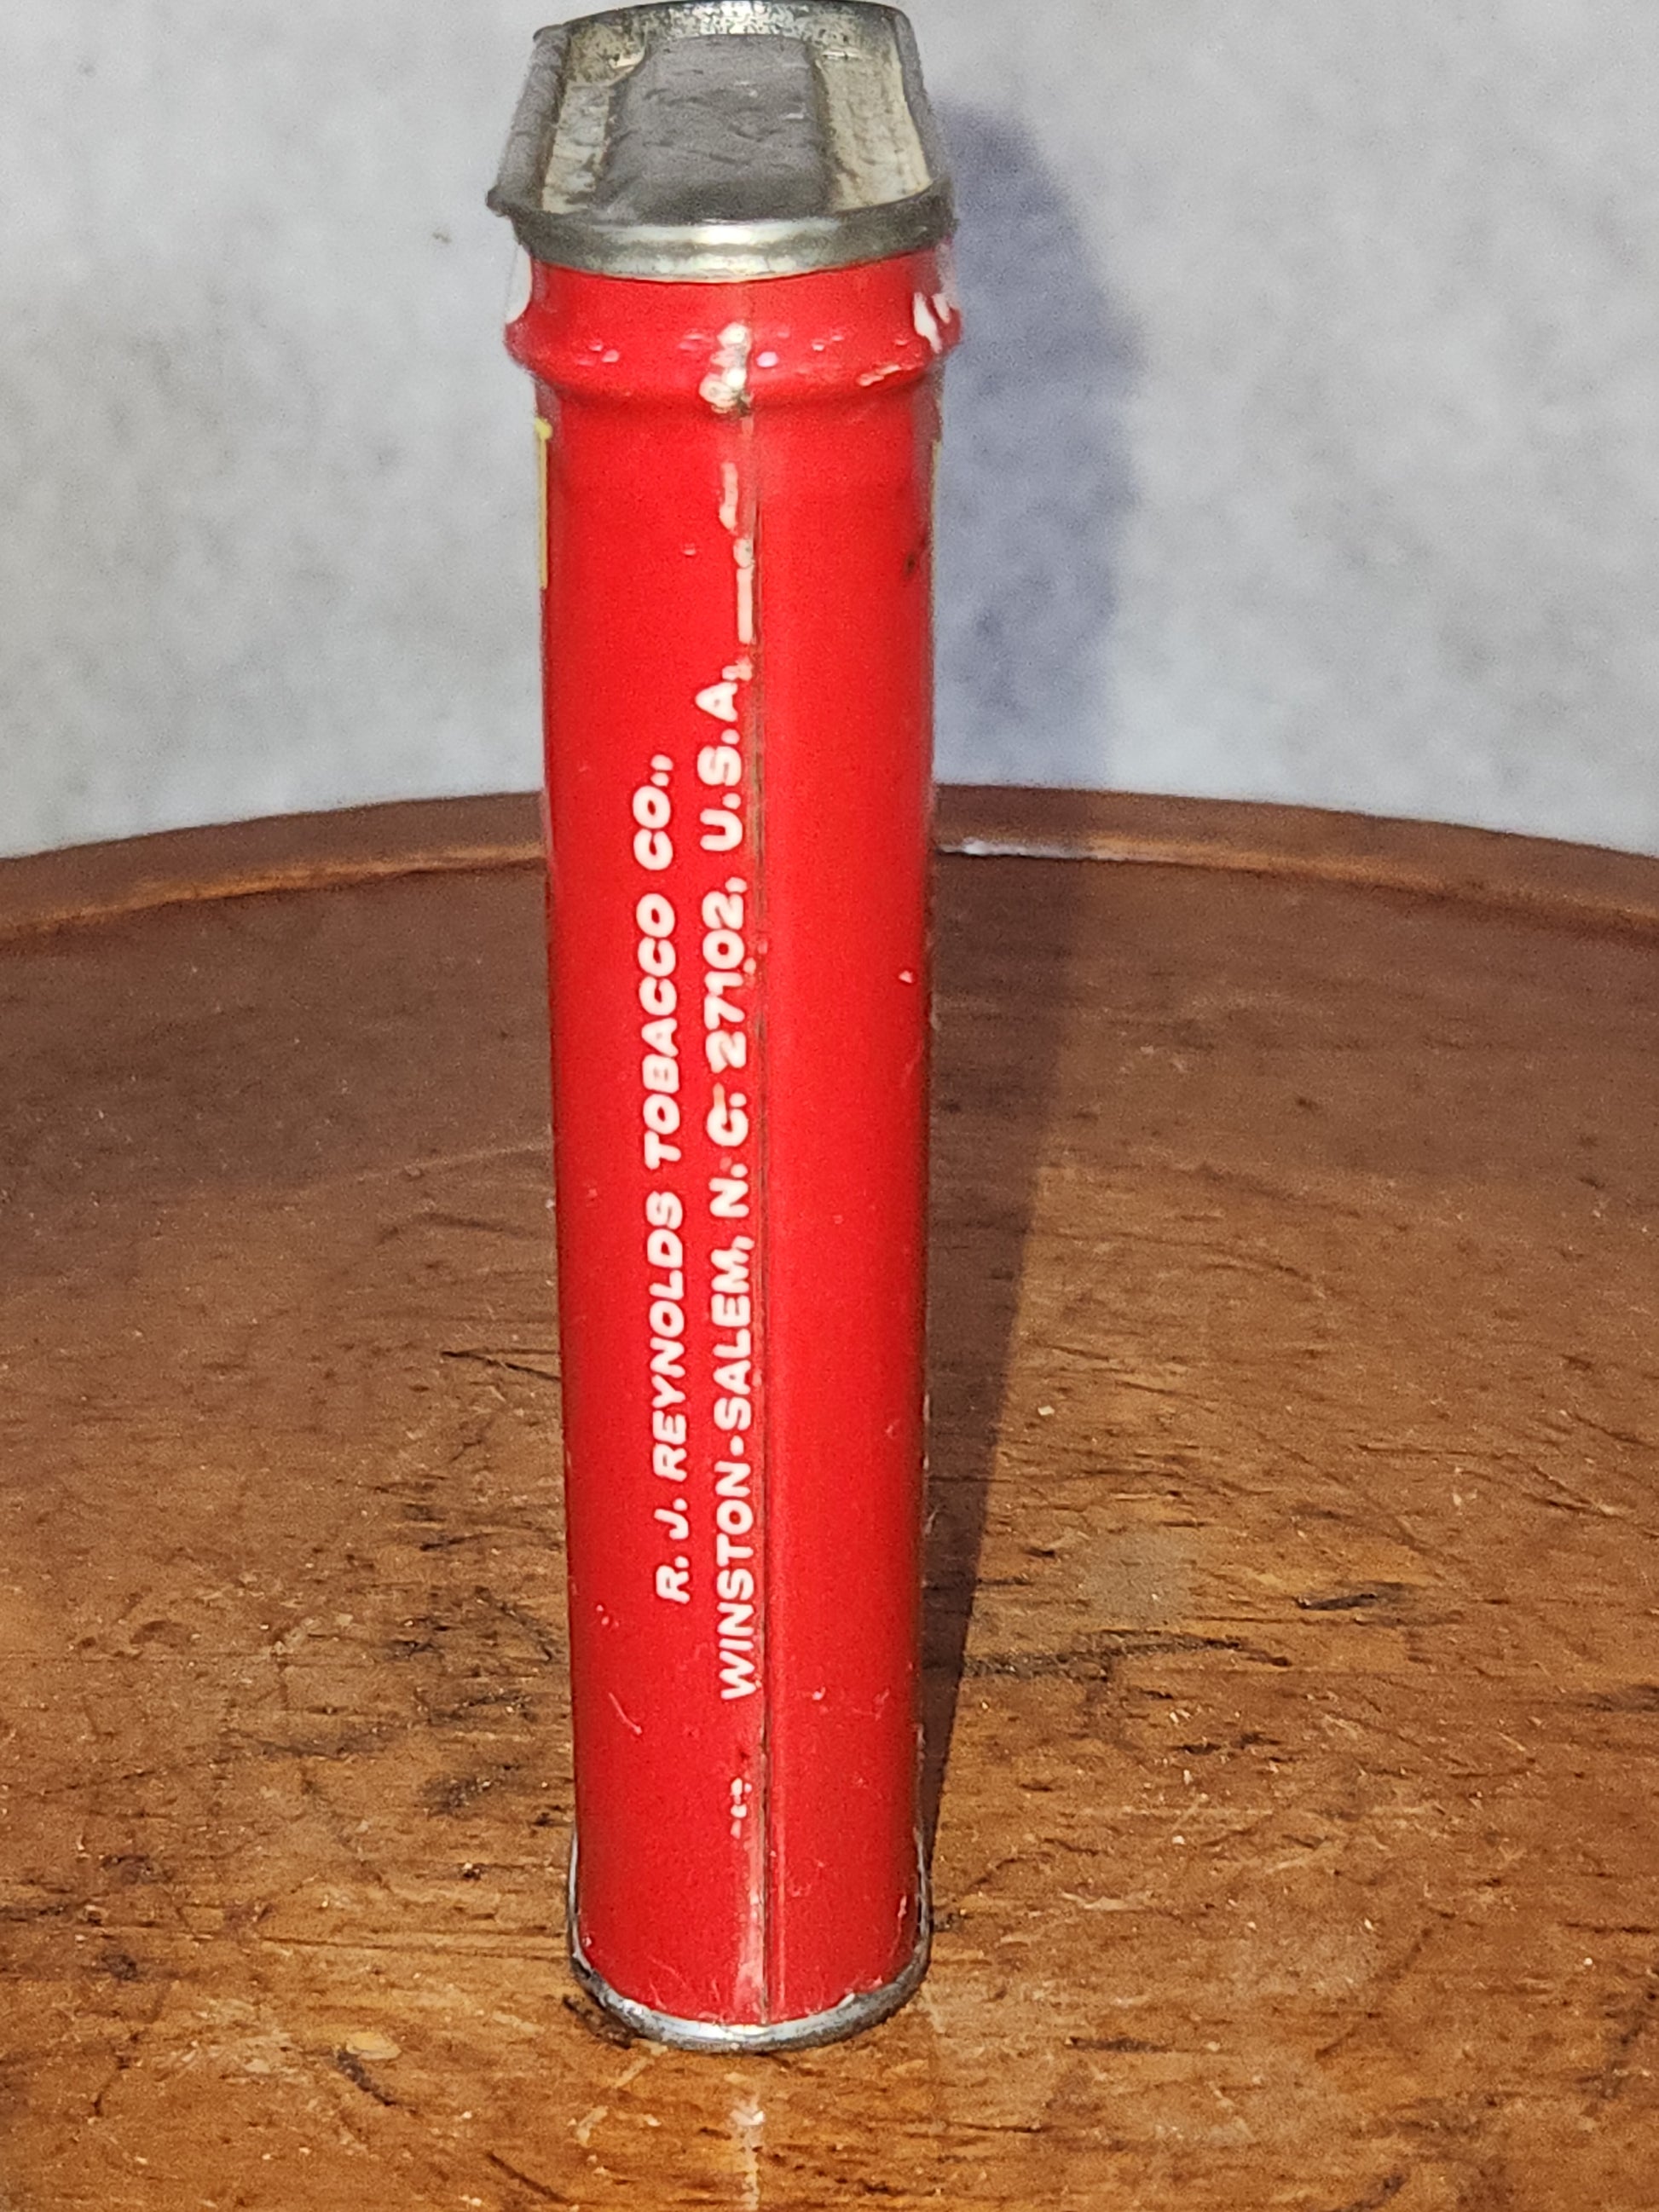 R. J. REYNOLDS TOBACCO CO.,
WINSTON-SALEM, N. C. 27102, U.S.A.